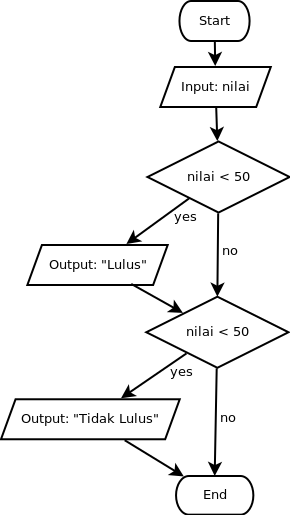 Start
Input: nilai
nilai < 50
yes
no
Output: "Lulus"
nilai < 50
yes
no
Output: "Tidak Lulus"
End